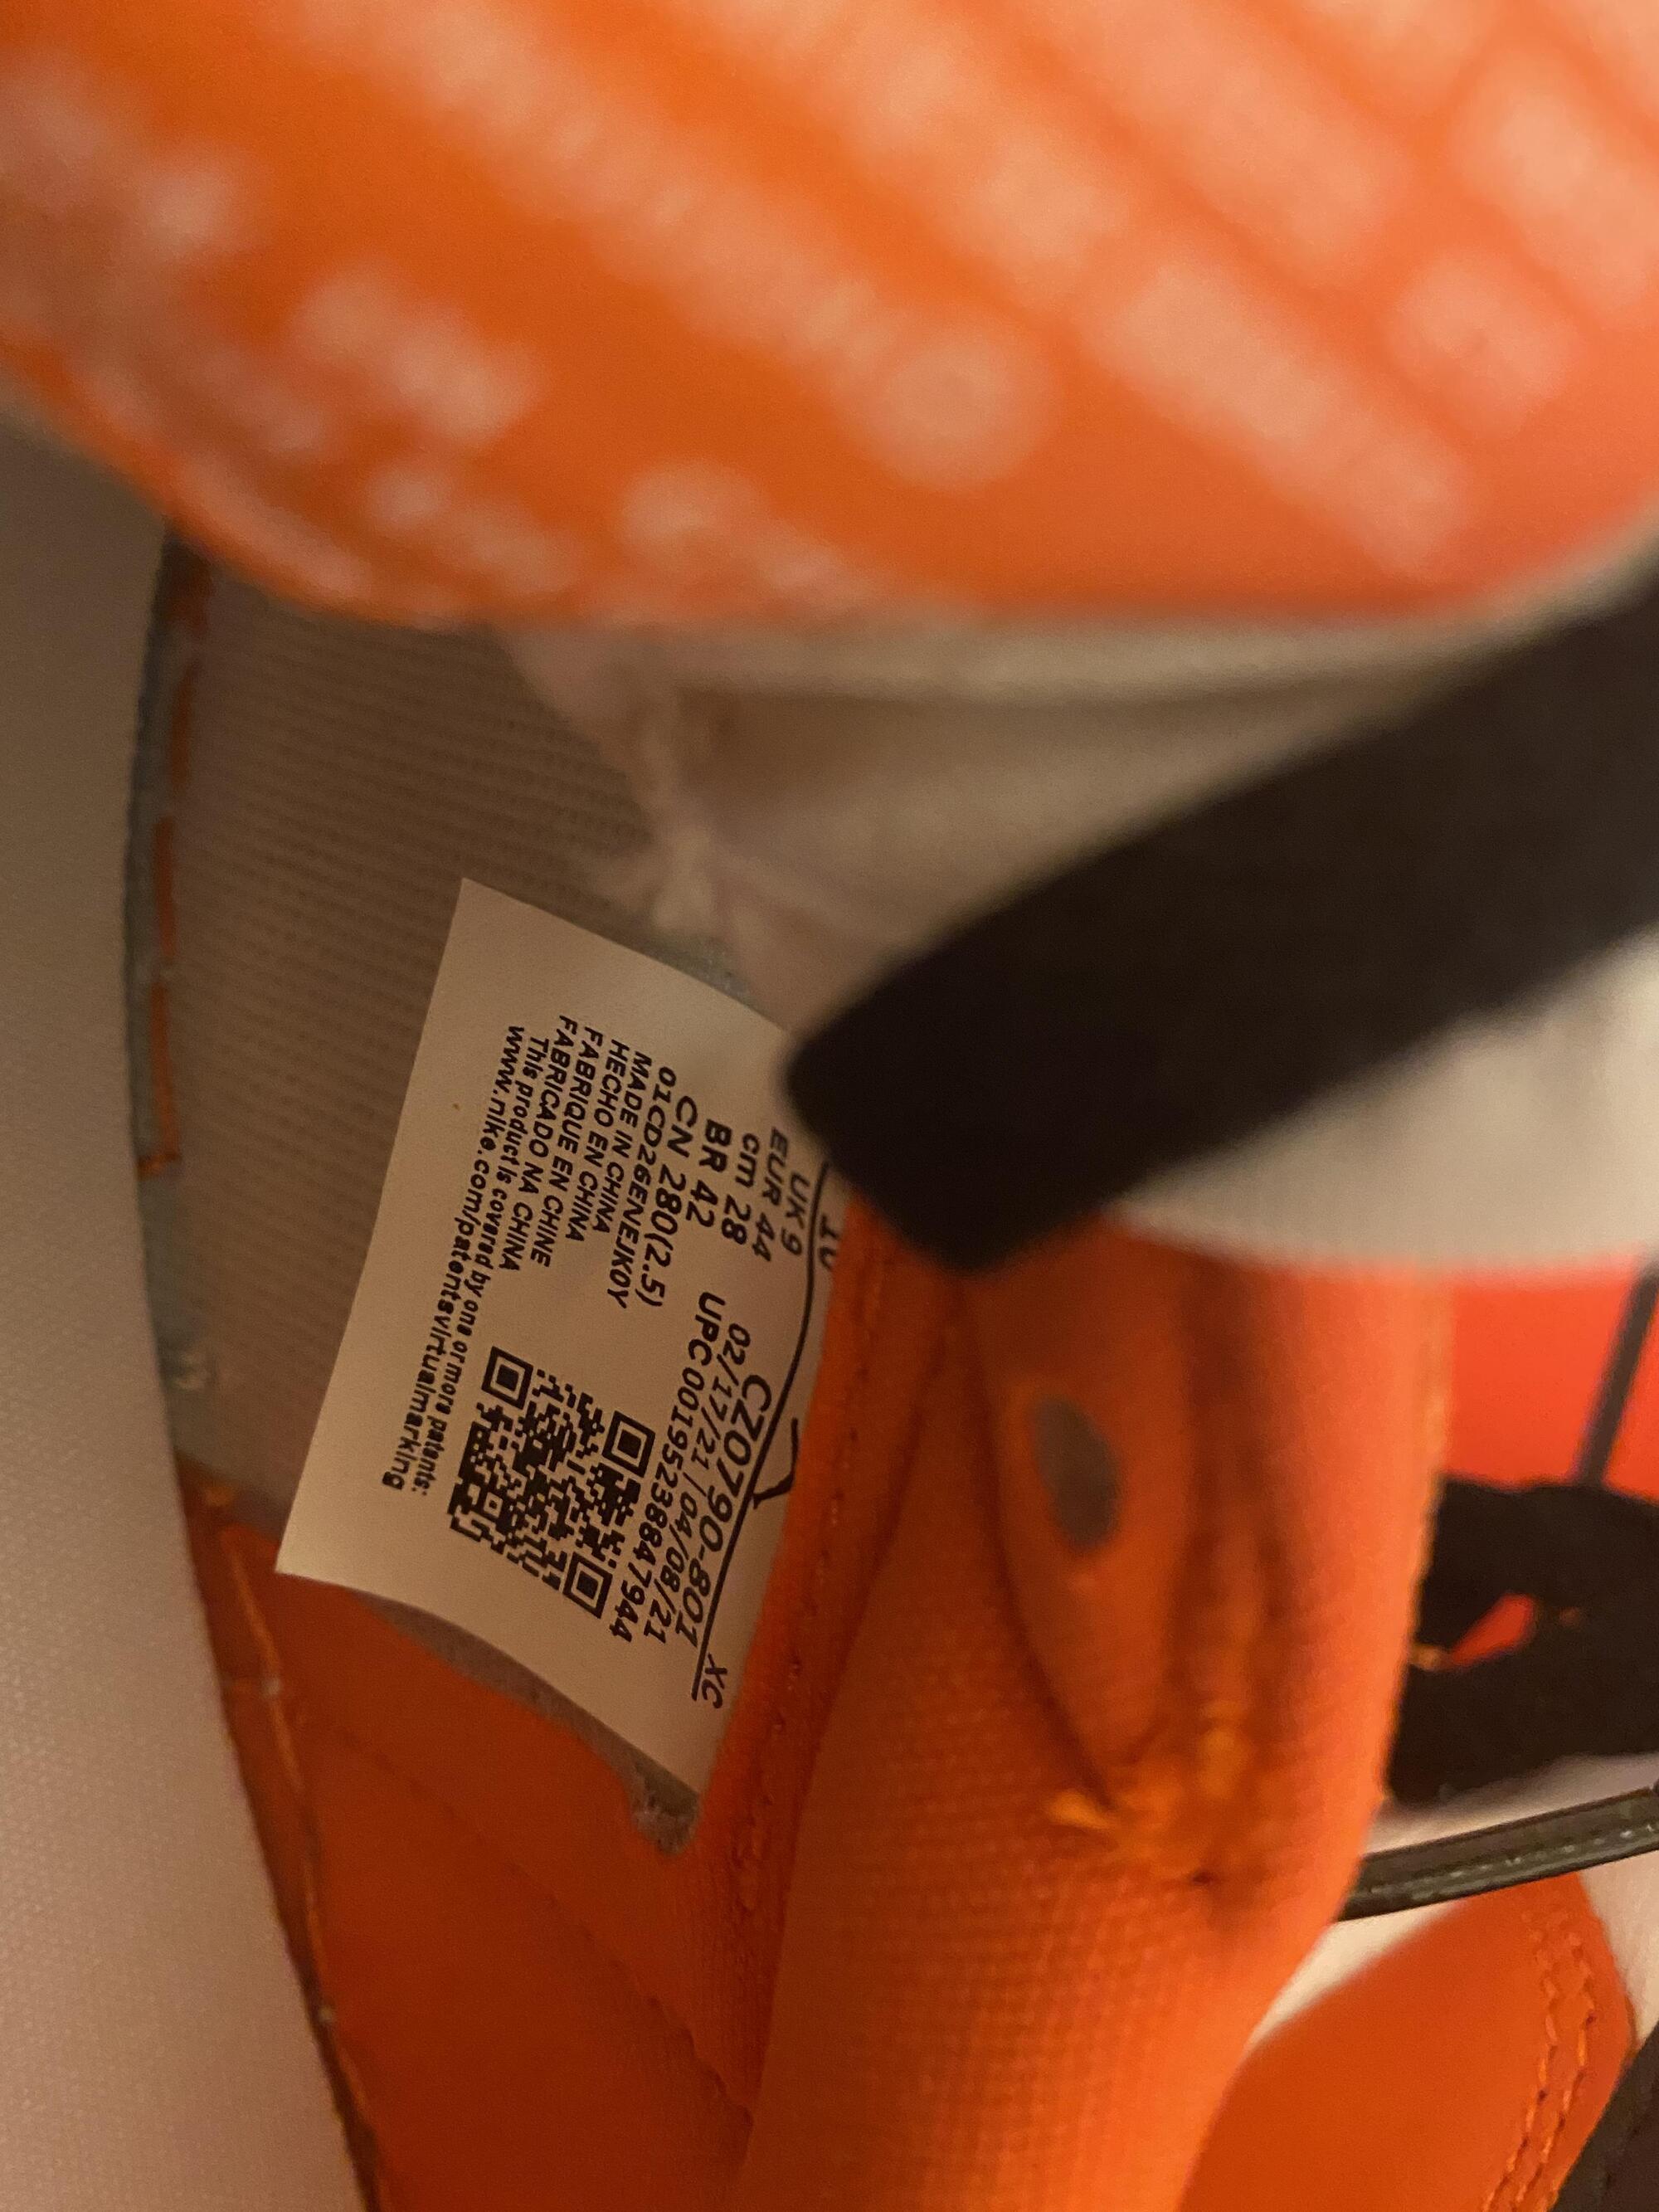 10
UK 9
EUR 44
cm 28
BR 42
CN 280(2.5)
01CD26ENEJK0Y
MADE IN CHINA
HECHO EN CHINA
FABRIQUE EN CHINE
FABRICADO NA CHINA
This product is covered by one or more patents:
www.nike.com/patentsvirtualmarking
XC
CZ0790-801
02/17/21 04/08/21
UPC 00195238847944